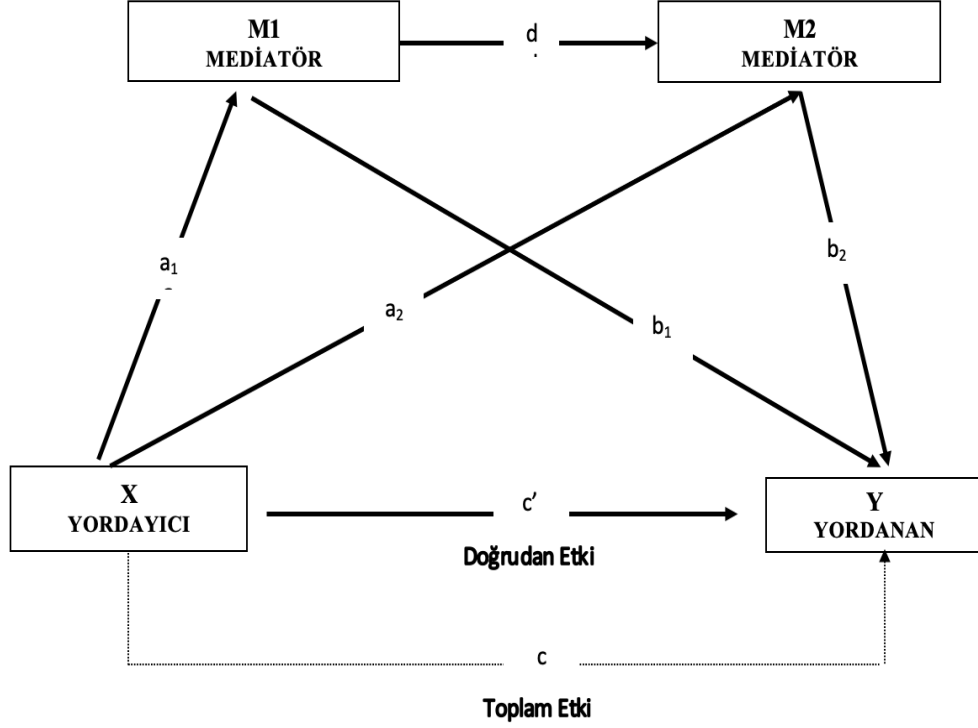 M1
MEDİATÖR
d
M2
MEDİATÖR
a₁
a₂
b₁
b₂
X
YORDAYICI
c’
Doğrudan Etki
Y
YORDANAN
c
Toplam Etki